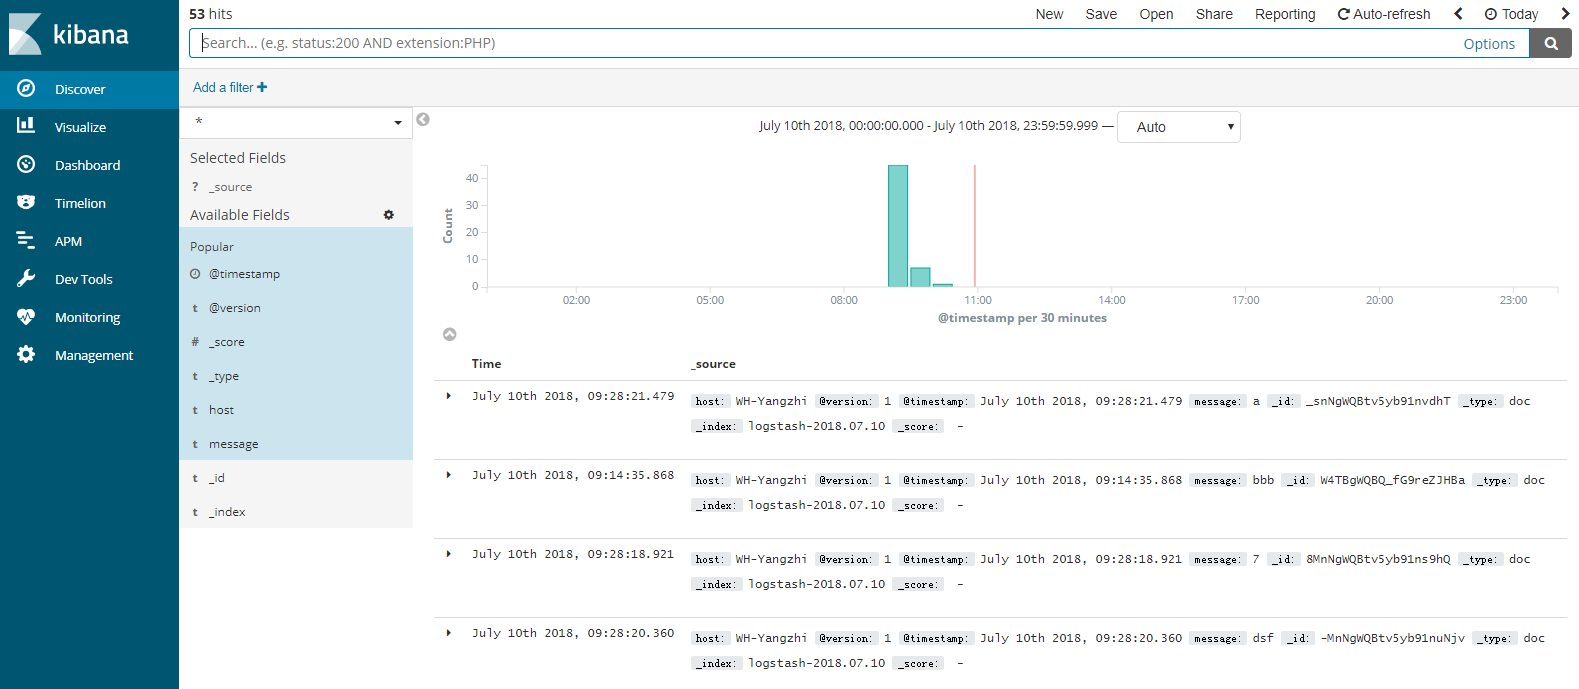 kibana
Discover
Visualize
Dashboard
Timelion
APM
Dev Tools
Monitoring
Management
53 hits
New Save Open Share Reporting Auto-refresh Today
Search... (e.g. status:200 AND extension:PHP) Options
Add a filter
*
Selected Fields
? _source
Available Fields
Popular
@timestamp
t @version
# _score
t _type
t host
t message
t _id
t _index
July 10th 2018, 00:00:00.000 - July 10th 2018, 23:59:59.999 — Auto
Count
40
30
20
10
0
02:00 05:00 08:00 11:00 14:00 17:00 20:00 23:00
@timestamp per 30 minutes
Time _source
July 10th 2018, 09:28:21.479 host: WH-Yangzhi @version: 1 @timestamp: July 10th 2018, 09:28:21.479 message: a _id: _snNgWQBtv5yb91nvdhT _type: doc
_index: logstash-2018.07.10 _score: -
July 10th 2018, 09:14:35.868 host: WH-Yangzhi @version: 1 @timestamp: July 10th 2018, 09:14:35.868 message: bbb _id: W4TBgWQBQ_fG9reZJHBa _type: doc
_index: logstash-2018.07.10 _score: -
July 10th 2018, 09:28:18.921 host: WH-Yangzhi @version: 1 @timestamp: July 10th 2018, 09:28:18.921 message: 7 _id: 8MnNgWQBtv5yb91ns9hQ _type: doc
_index: logstash-2018.07.10 _score: -
July 10th 2018, 09:28:20.360 host: WH-Yangzhi @version: 1 @timestamp: July 10th 2018, 09:28:20.360 message: dsf _id: -MnNgWQBtv5yb91nuNjv _type: doc
_index: logstash-2018.07.10 _score: -